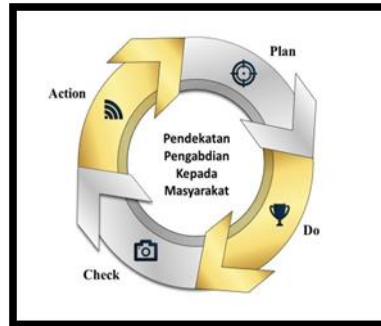 Plan
Action
Pendekatan
Pengabdian
Kepada
Masyarakat
Do
Check